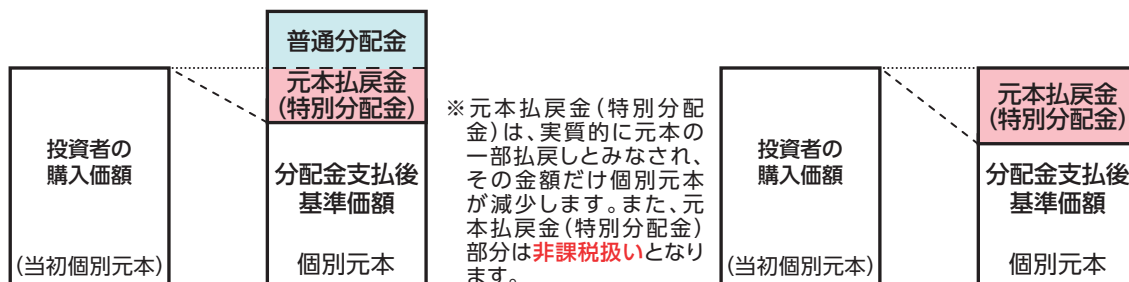 普通分配金
元本払戻金
(特別分配金)
投資者の
購入価額
分配金支払後
基準価額
(当初個別元本)
個別元本
※元本払戻金(特別分配
金)は、実質的に元本の
一部払戻しとみなされ、
その金額だけ個別元本
が減少します。また、元
本払戻金(特別分配金)
部分は非課税扱いとなり
ます。
元本払戻金
(特別分配金)
投資者の
購入価額
分配金支払後
基準価額
(当初個別元本)
個別元本